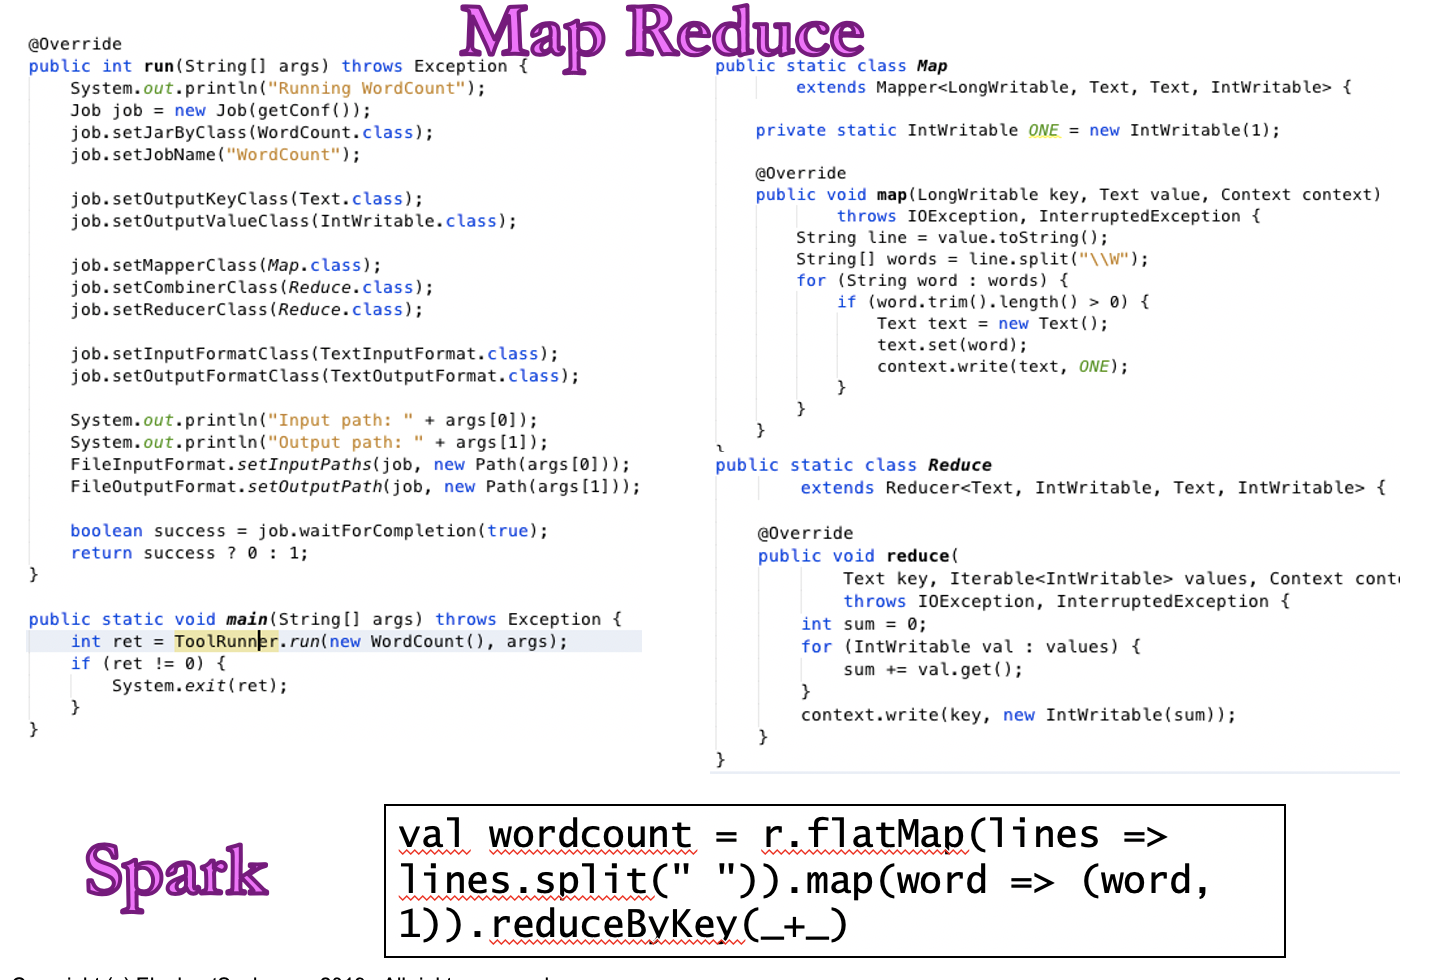 Map Reduce
@Override
public int run(String[] args) throws Exception {
System.out.println("Running WordCount");
Job job = new Job(getConf());
job.setJarByClass(WordCount.class);
job.setJobName("WordCount");
job.setOutputKeyClass(Text.class);
job.setOutputValueClass(IntWritable.class);
job.setMapperClass(Map.class);
job.setCombinerClass(Reduce.class);
job.setReducerClass(Reduce.class);
job.setInputFormatClass(TextInputFormat.class);
job.setOutputFormatClass(TextOutputFormat.class);
System.out.println("Input path: " + args[0]);
System.out.println("Output path: " + args[1]);
FileInputFormat.setInputPaths(job, new Path(args[0]));
FileOutputFormat.setOutputPath(job, new Path(args[1]));
boolean success = job.waitForCompletion(true);
return success ? 0 : 1;
}
public static void main(String[] args) throws Exception {
int ret = ToolRunner.run(new WordCount(), args);
if (ret != 0) {
System.exit(ret);
}
}
public static class Map
extends Mapper<LongWritable, Text, Text, IntWritable> {
private static IntWritable ONE = new IntWritable(1);
@Override
public void map(LongWritable key, Text value, Context context)
throws IOException, InterruptedException {
String line = value.toString();
String[] words = line.split("\\W");
for (String word : words) {
if (word.trim().length() > 0) {
Text text = new Text();
text.set(word);
context.write(text, ONE);
}
}
}
public static class Reduce
extends Reducer<Text, IntWritable, Text, IntWritable> {
@Override
public void reduce(
Text key, Iterable<IntWritable> values, Context
throws IOException, InterruptedException {
int sum = 0;
for (IntWritable val : values) {
sum += val.get();
}
context.write(key, new IntWritable(sum));
}
}
Spark
val wordcount = r.flatMap(lines =>
lines.split(" ")).map(word => (word,
1)).reduceByKey(_+_)